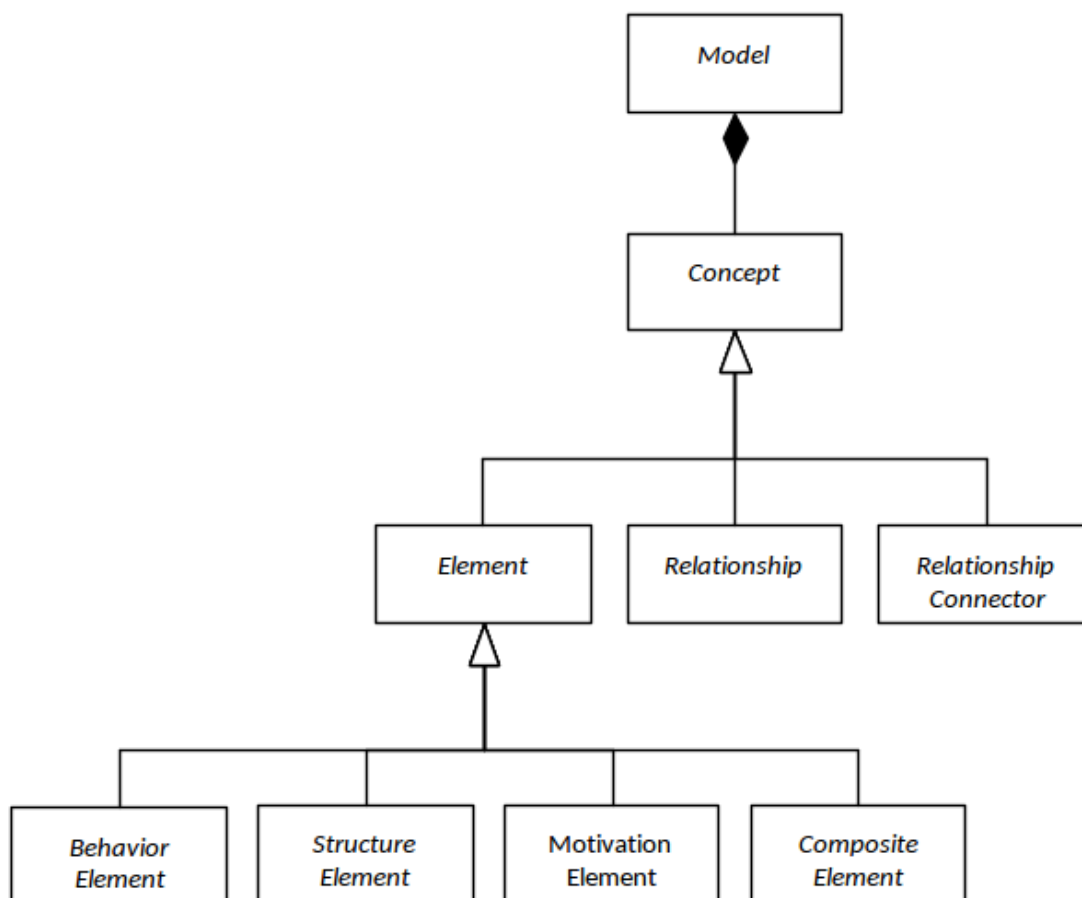 Model
Concept
Element
Relationship
Relationship
Connector
Behavior
Element
Structure
Element
Motivation
Element
Composite
Element